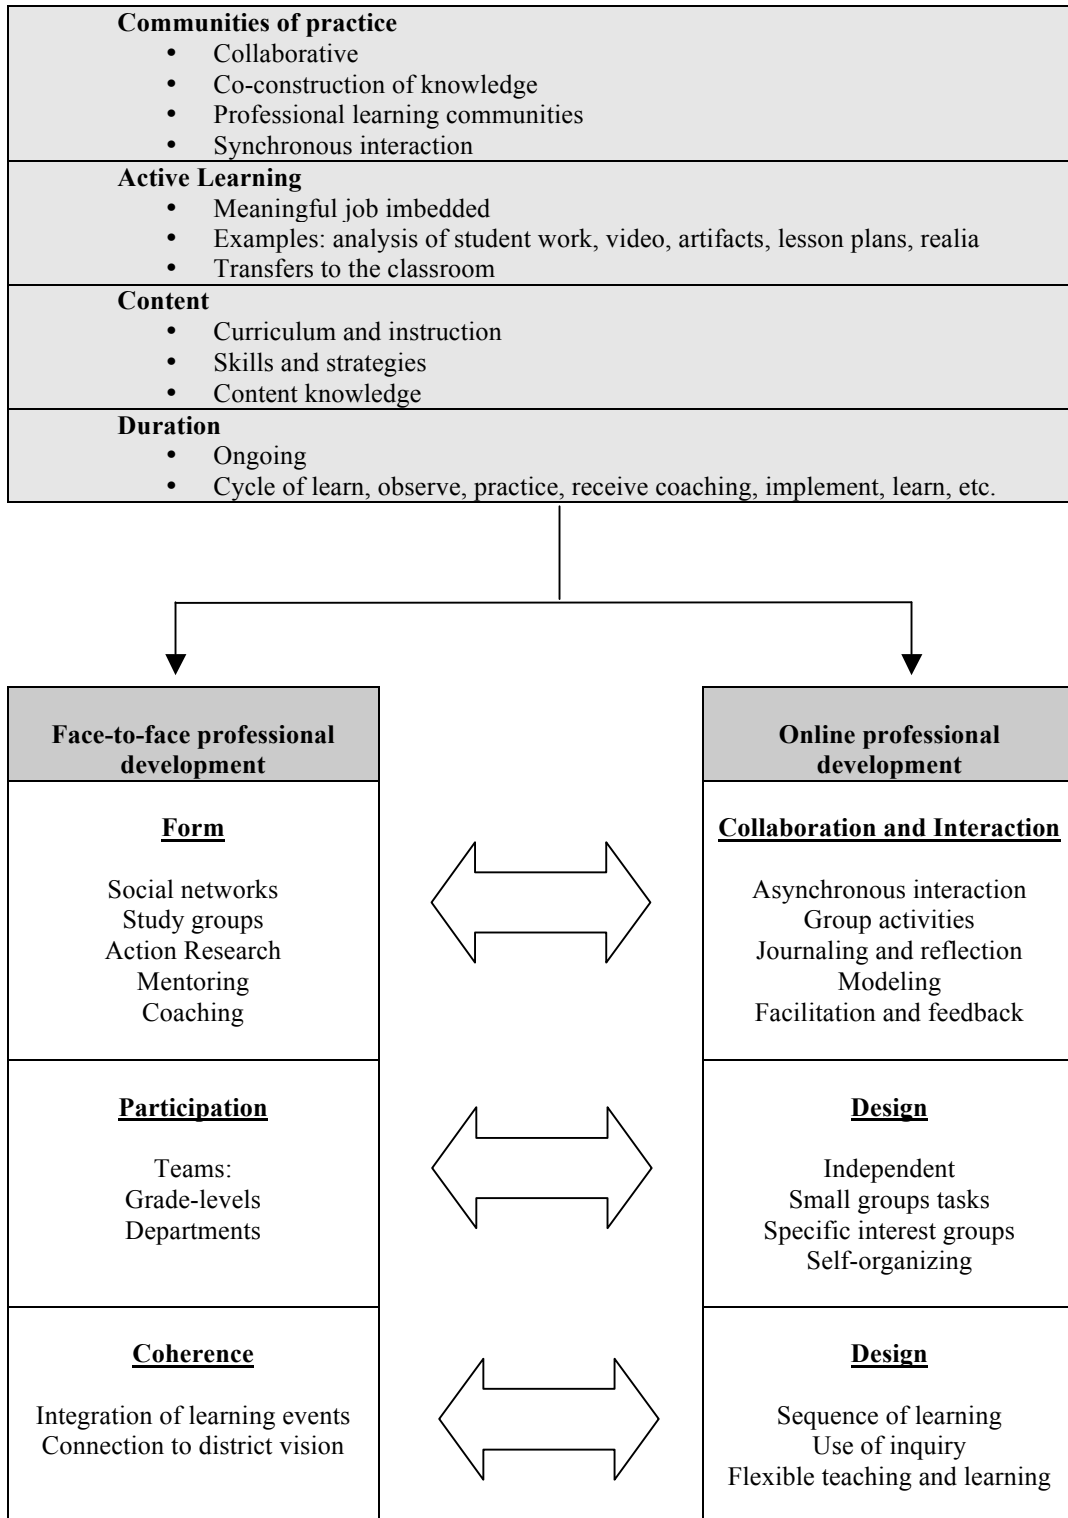 Communities of practice
• Collaborative
• Co-construction of knowledge
• Professional learning communities
• Synchronous interaction
Active Learning
• Meaningful job imbedded
• Examples: analysis of student work, video, artifacts, lesson plans, realia
• Transfers to the classroom
Content
• Curriculum and instruction
• Skills and strategies
• Content knowledge
Duration
• Ongoing
• Cycle of learn, observe, practice, receive coaching, implement, learn, etc.
Face-to-face professional
development
Form
Social networks
Study groups
Action Research
Mentoring
Coaching
Participation
Teams:
Grade-levels
Departments
Coherence
Integration of learning events
Connection to district vision
Online professional
development
Collaboration and Interaction
Asynchronous interaction
Group activities
Journaling and reflection
Modeling
Facilitation and feedback
Design
Independent
Small groups tasks
Specific interest groups
Self-organizing
Design
Sequence of learning
Use of inquiry
Flexible teaching and learning